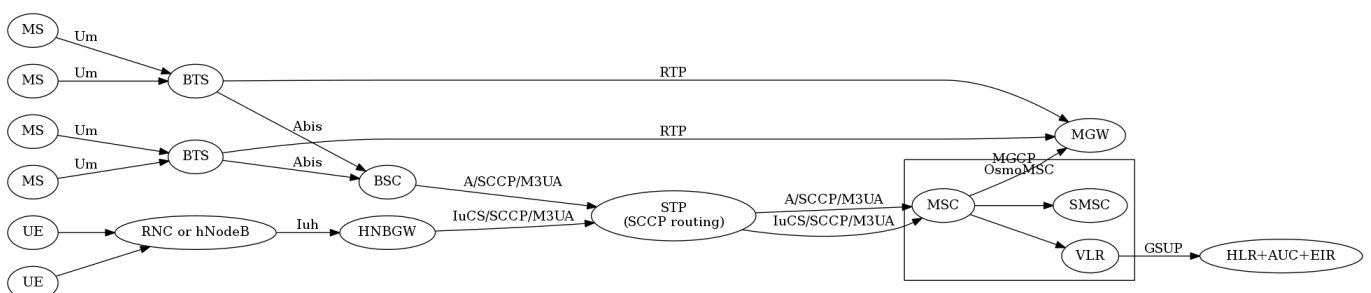 MS
Um
MS
Um
BTS
RTP
MS
Um
MS
Um
BTS
Abis
Abis
RTP
MGW
MGCP
OsmoMSC
BSC
A/SCCP/M3UA
STP
(SCCP routing)
A/SCCP/M3UA
IuCS/SCCP/M3UA
MSC
SMSC
VLR
GSUP
HLR+AUC+EIR
UE
RNC or hNodeB
Iuh
HNBGW
IuCS/SCCP/M3UA
UE